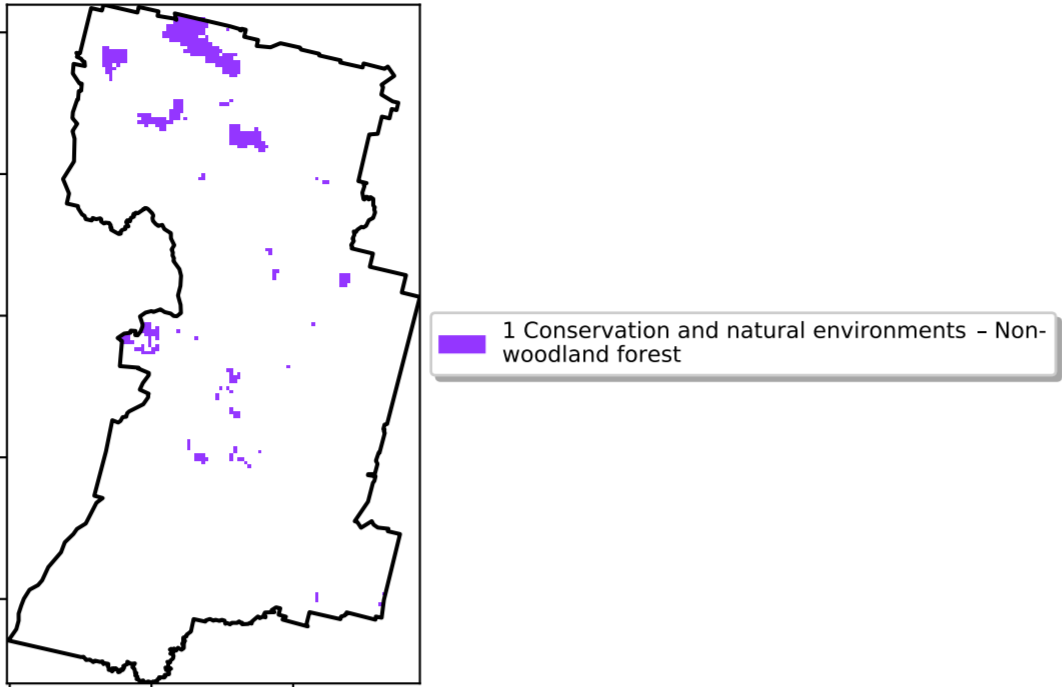 1 Conservation and natural environments – Non-
woodland forest